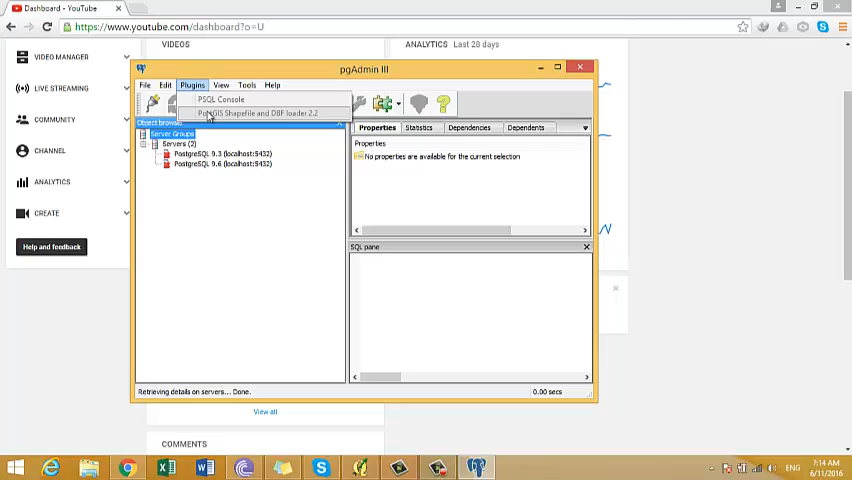 Dashboard - YouTube
https://www.youtube.com/dashboard?o=U
VIDEO MANAGER
LIVE STREAMING
COMMUNITY
CHANNEL
ANALYTICS
CREATE
Help and feedback
VIDEOS
ANALYTICS Last 28 days
pgAdmin III
File Edit Plugins View Tools Help
PSQL Console
PostGIS Shapefile and DBF loader 2.2
Object browser
Server Groups
Servers (2)
PostgreSQL 9.3 (localhost:5432)
PostgreSQL 9.6 (localhost:5432)
Properties Statistics Dependencies Dependents
Properties
No properties are available for the current selection
SQL pane
Retrieving details on servers... Done.
0.00 secs
View all
COMMENTS
ENG
7:14 AM
6/11/2016